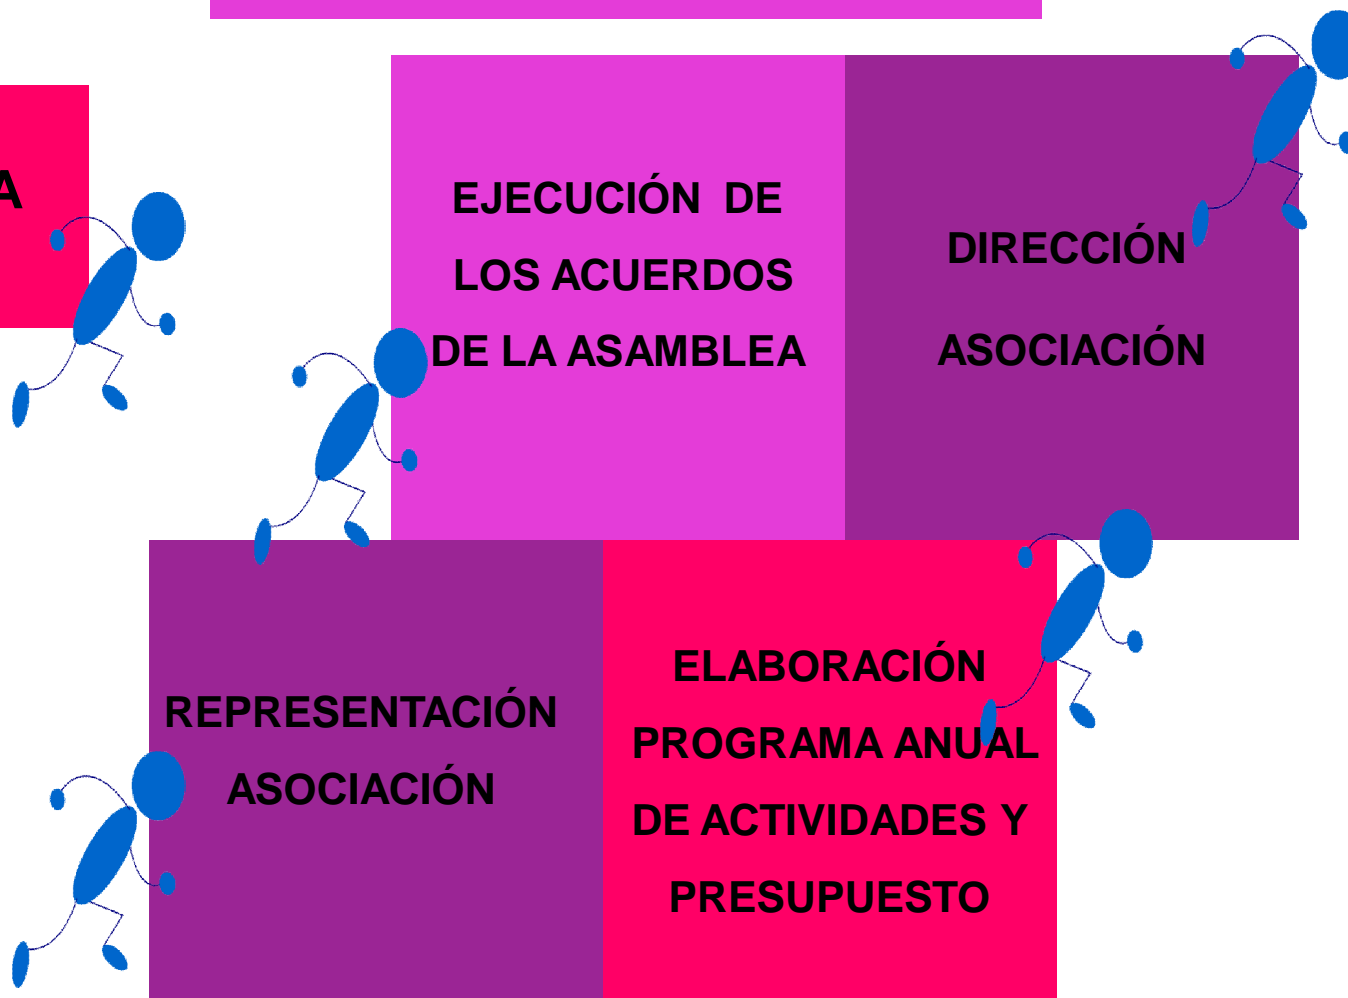 A
EJECUCIÓN DE
LOS ACUERDOS
DE LA ASAMBLEA
DIRECCIÓN
ASOCIACIÓN
REPRESENTACIÓN
ASOCIACIÓN
ELABORACIÓN
PROGRAMA ANUAL
DE ACTIVIDADES Y
PRESUPUESTO